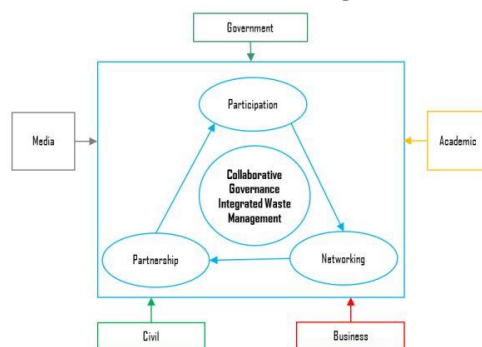 Government
Participation
Media
Academic
Collaborative
Governance
Integrated Waste
Management
Partnership
Networking
Civil
Business